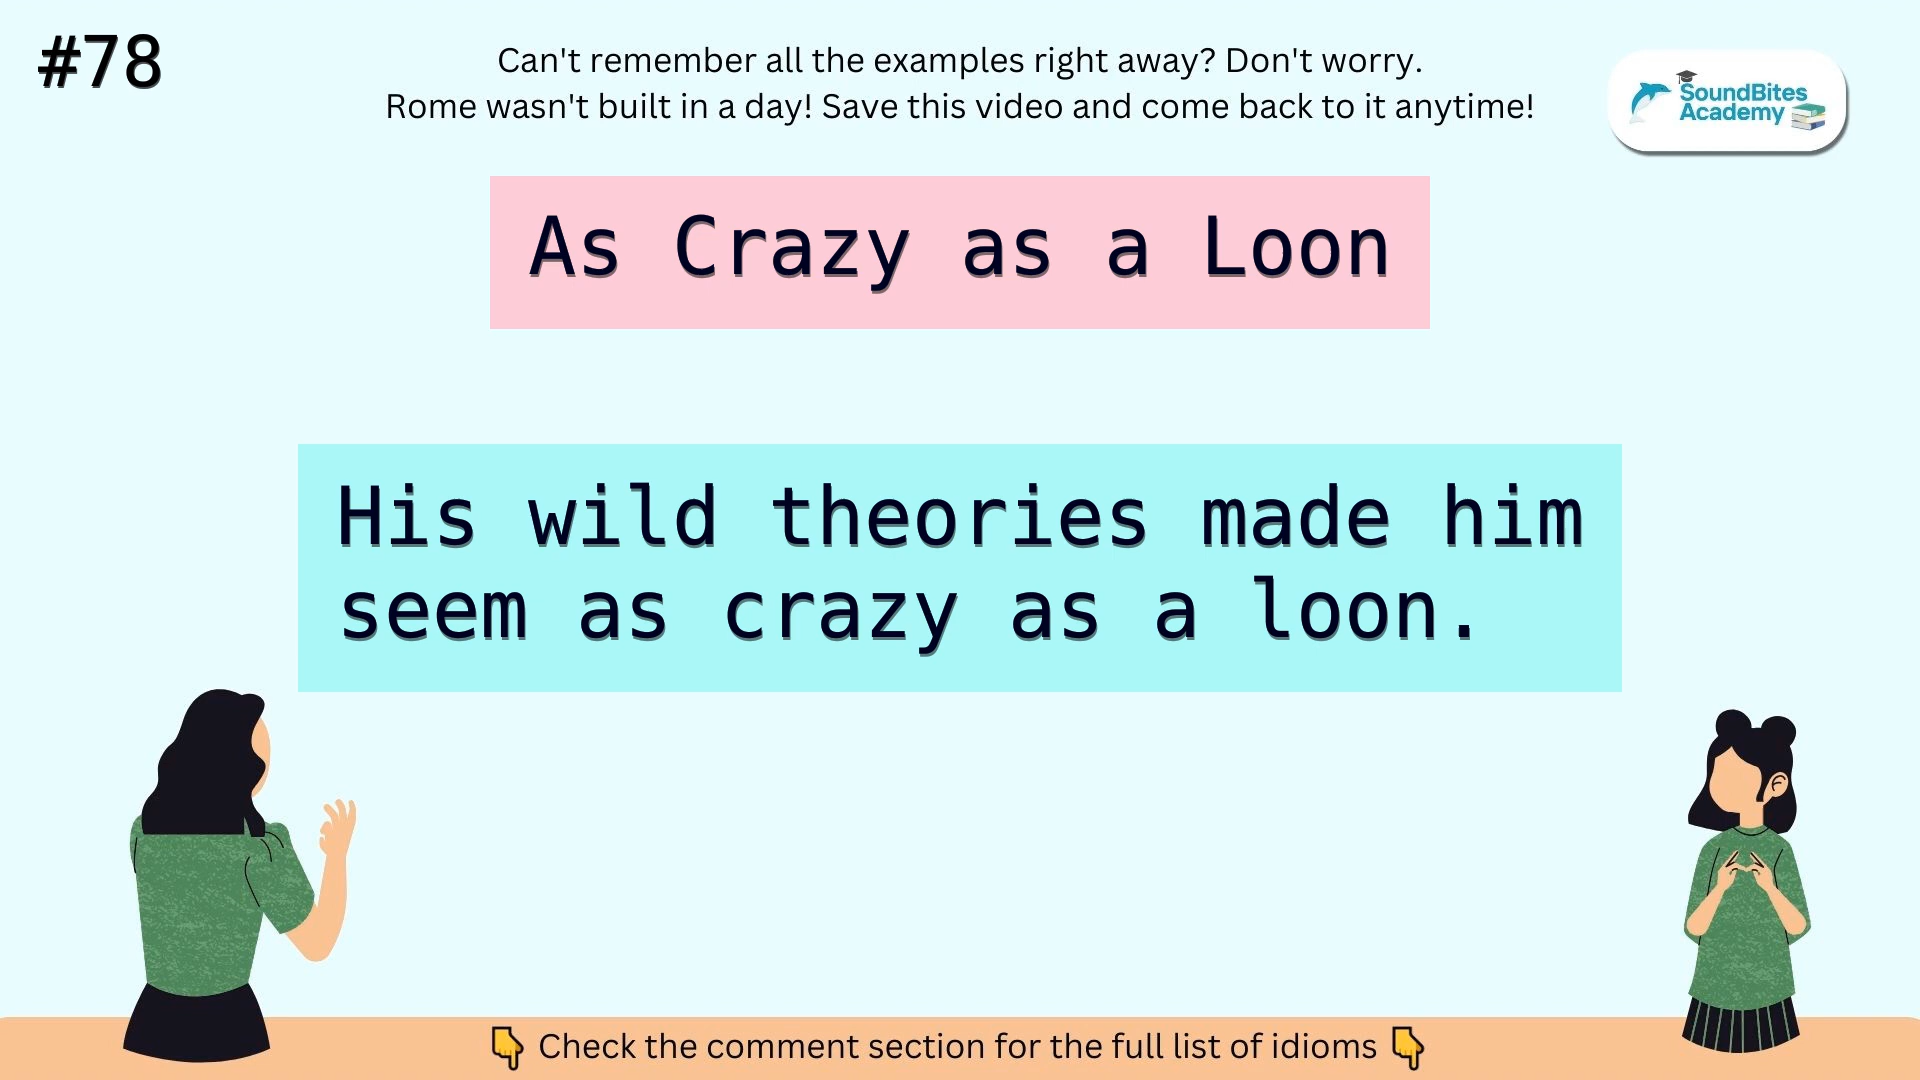 #78
Can't remember all the examples right away? Don't worry.
Rome wasn't built in a day! Save this video and come back to it anytime!
SoundBites
Academy
As Crazy as a Loon
His wild theories made him
seem as crazy as a loon.
👇 Check the comment section for the full list of idioms 👇